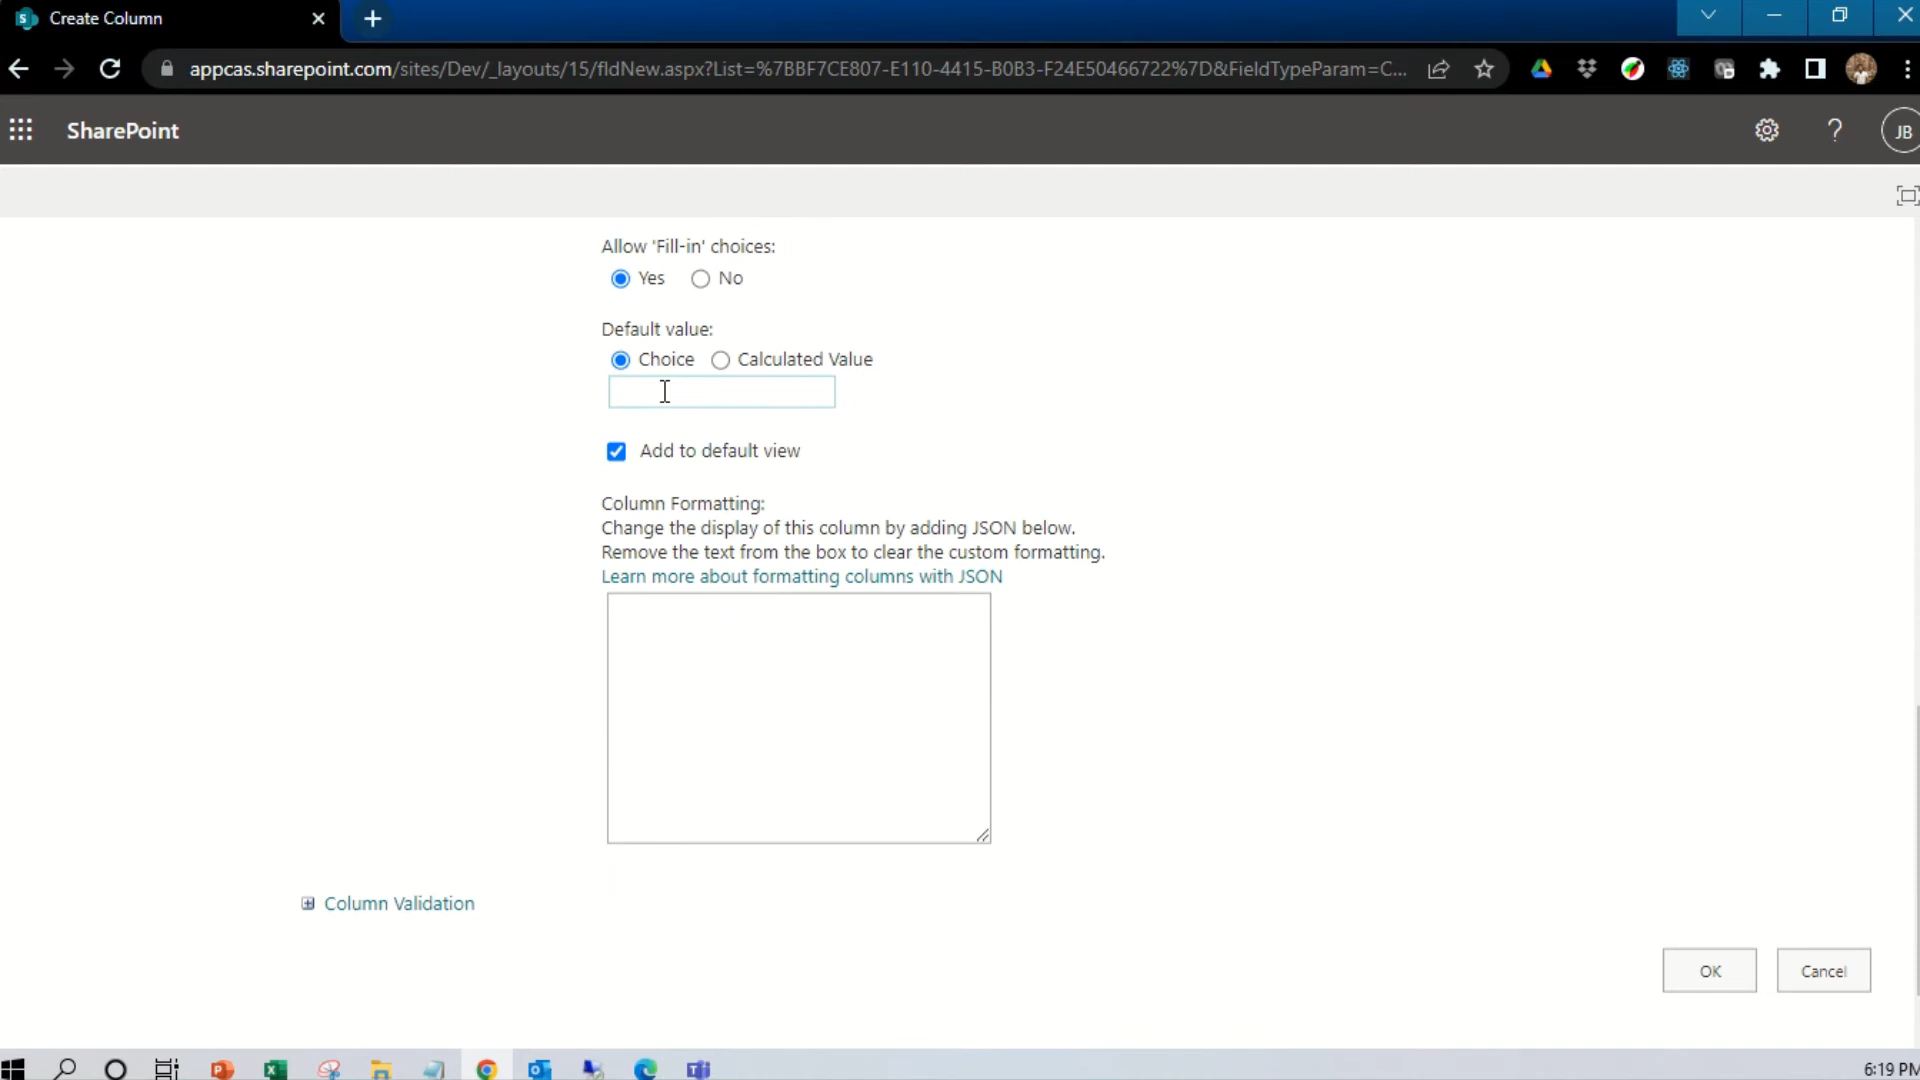 Create Column
appcas.sharepoint.com/sites/Dev/_layouts/15/fldNew.aspx?List=%7BBF7CE807-E110-4415-B0B3-F24E50466722%7D&FieldTypeParam=C...
SharePoint
JB
Allow 'Fill-in' choices:
Yes No
Default value:
Choice Calculated Value
Add to default view
Column Formatting:
Change the display of this column by adding JSON below.
Remove the text from the box to clear the custom formatting.
Learn more about formatting columns with JSON
Column Validation
OK Cancel
6:19 PM